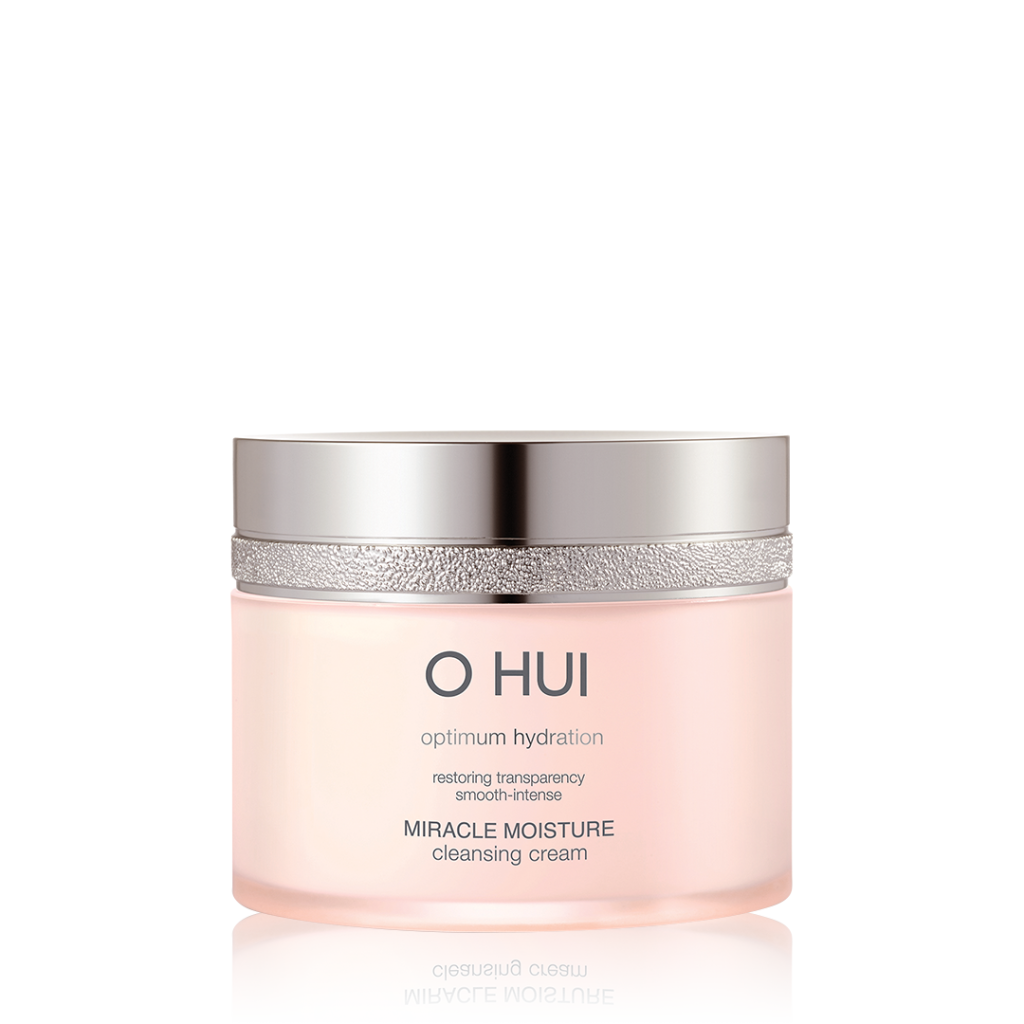 O HUI
optimum hydration
restoring transparency
smooth-intense
MIRACLE MOISTURE
cleansing cream